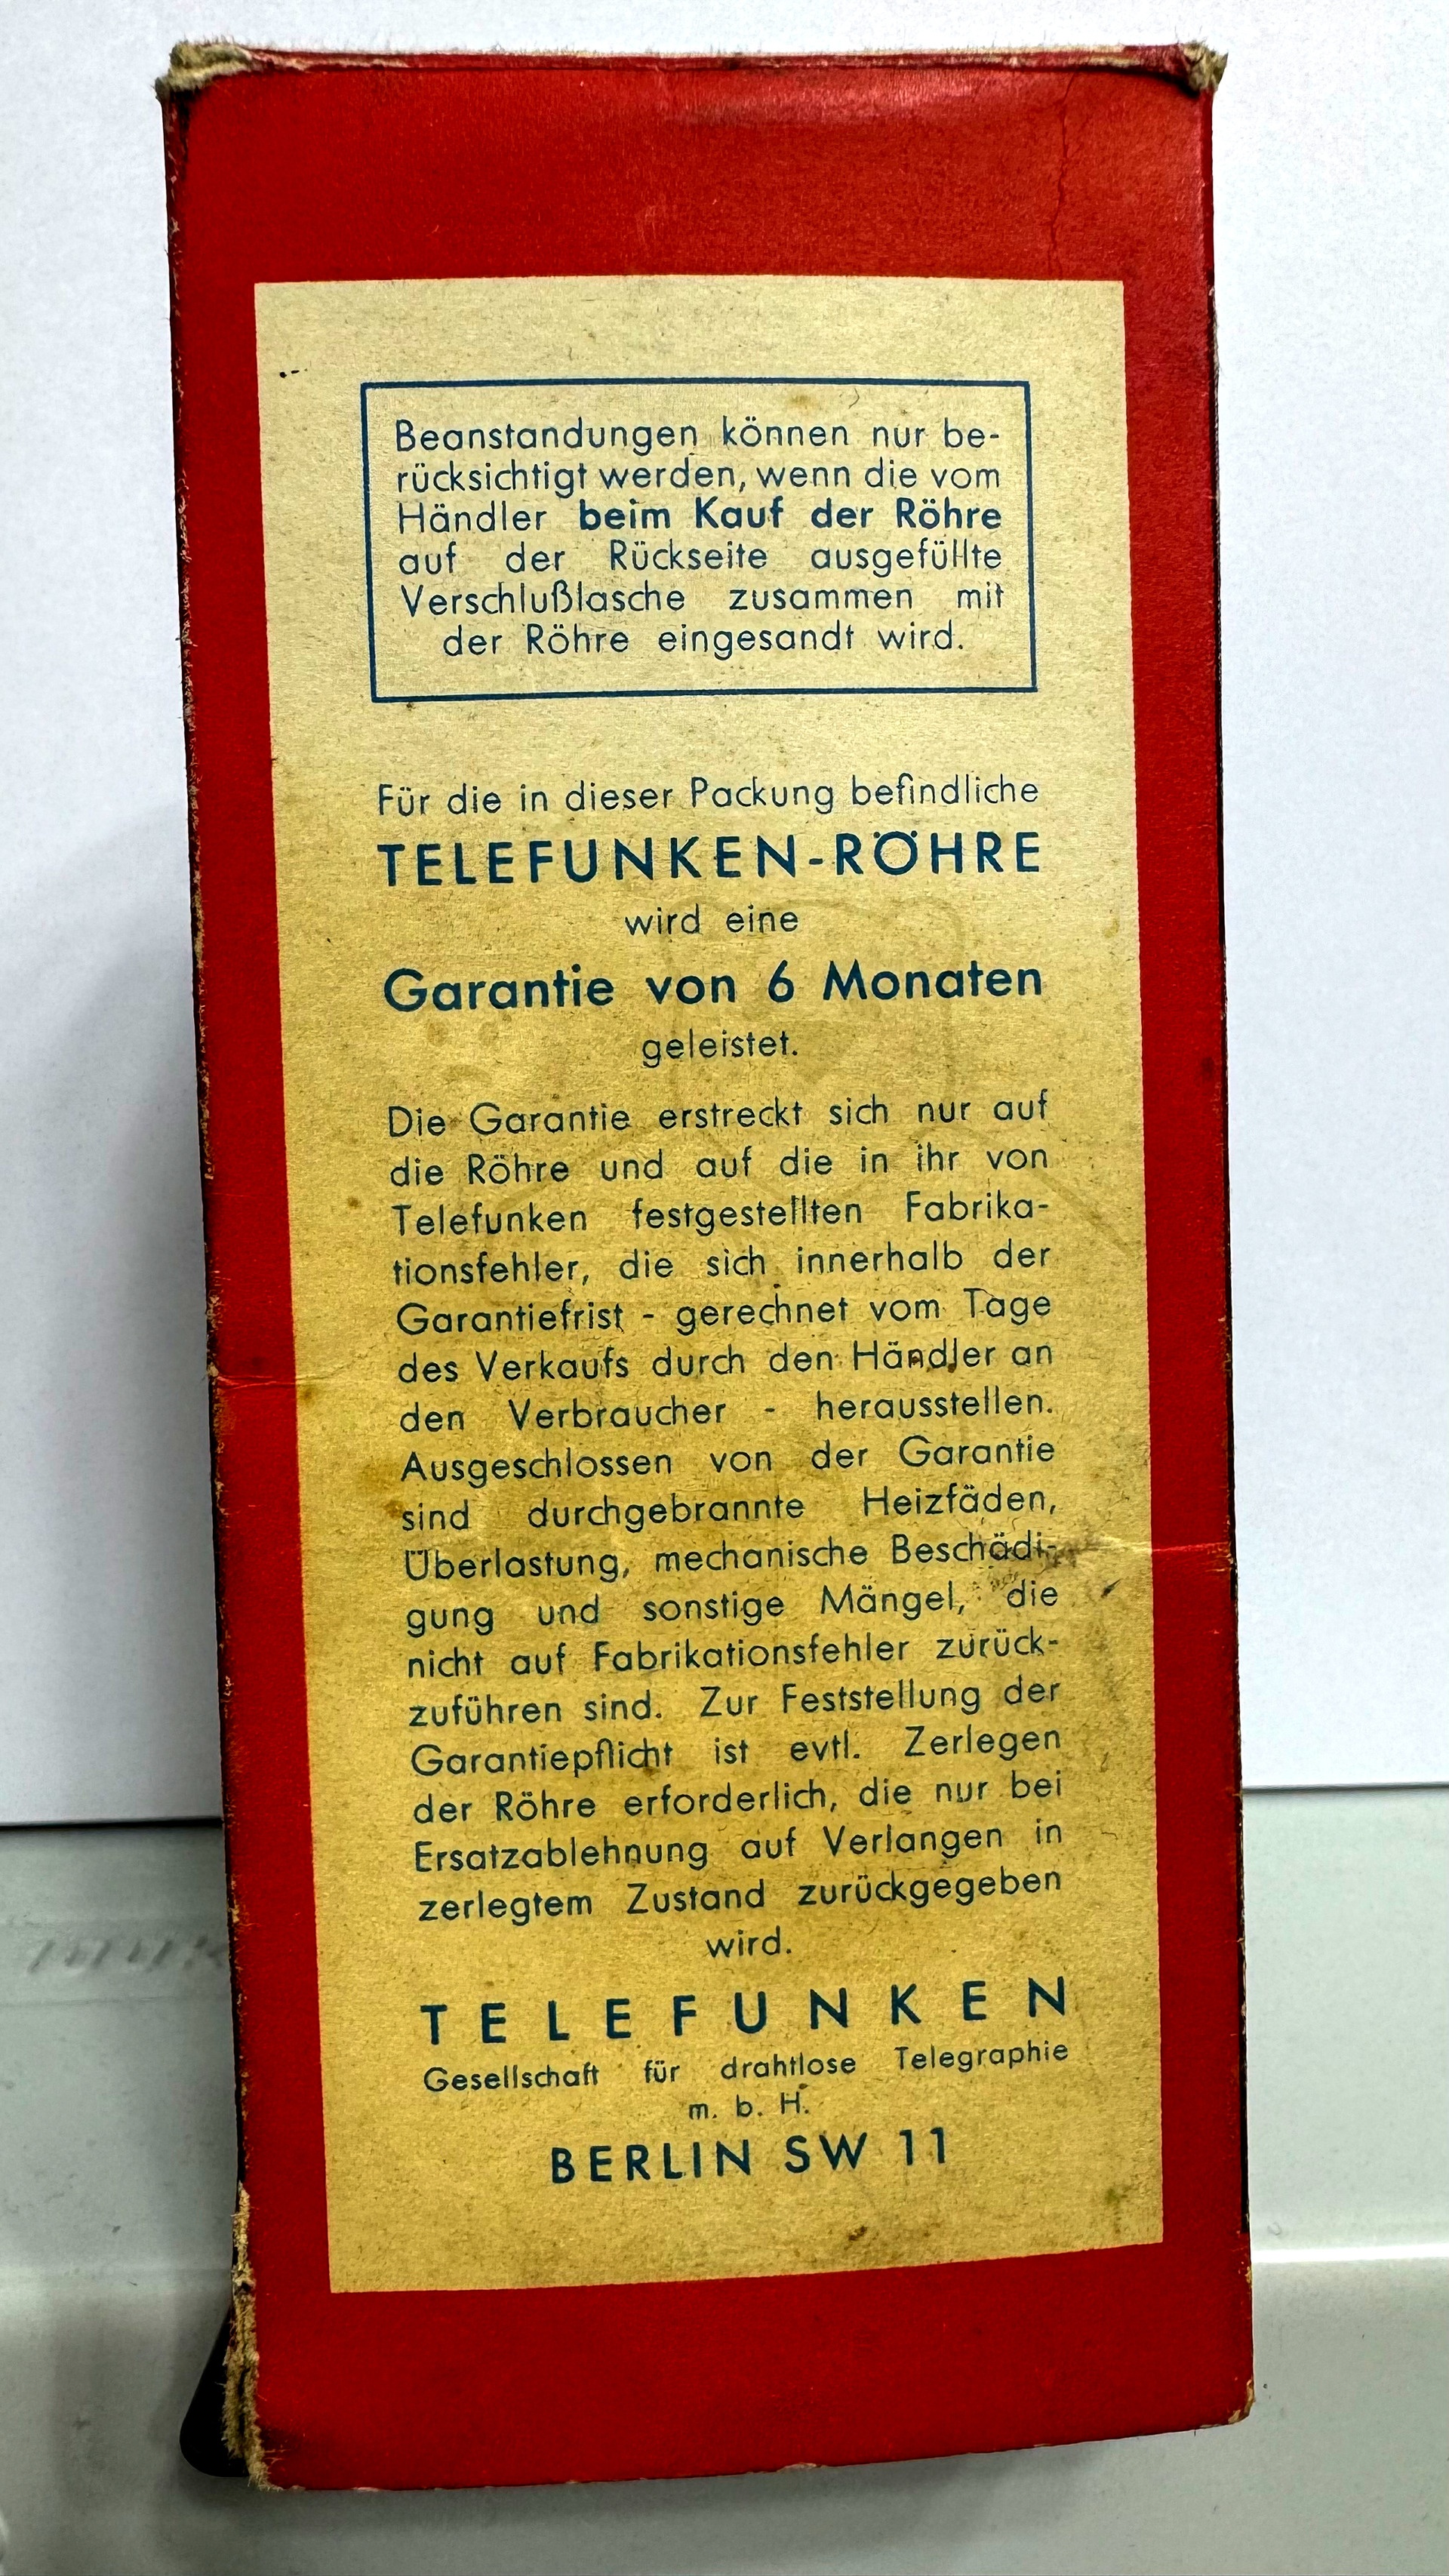 Beanstandungen können nur be-
rücksichtigt werden, wenn die vom
Händler beim Kauf der Röhre
auf der Rückseite ausgefüllte
Verschlußlasche zusammen mit
der Röhre eingesandt wird.
Für die in dieser Packung befindliche
TELEFUNKEN-RÖHRE
wird eine
Garantie von 6 Monaten
geleistet.
Die Garantie erstreckt sich nur auf
die Röhre und auf die in ihr von
Telefunken festgestellten Fabrika-
tionsfehler, die sich innerhalb der
Garantiefrist - gerechnet vom Tage
des Verkaufs durch den Händler an
den Verbraucher - herausstellen.
Ausgeschlossen von der Garantie
sind durchgebrannte Heizfäden,
Überlastung, mechanische Beschädi-
gung und sonstige Mängel, die
nicht auf Fabrikationsfehler zurück-
zuführen sind. Zur Feststellung der
Garantiepflicht ist evtl. Zerlegen
der Röhre erforderlich, die nur bei
Ersatzablehnung auf Verlangen in
zerlegtem Zustand zurückgegeben
wird.
TELEFUNKEN
Gesellschaft für drahtlose Telegraphie
m. b. H.
BERLIN SW 11